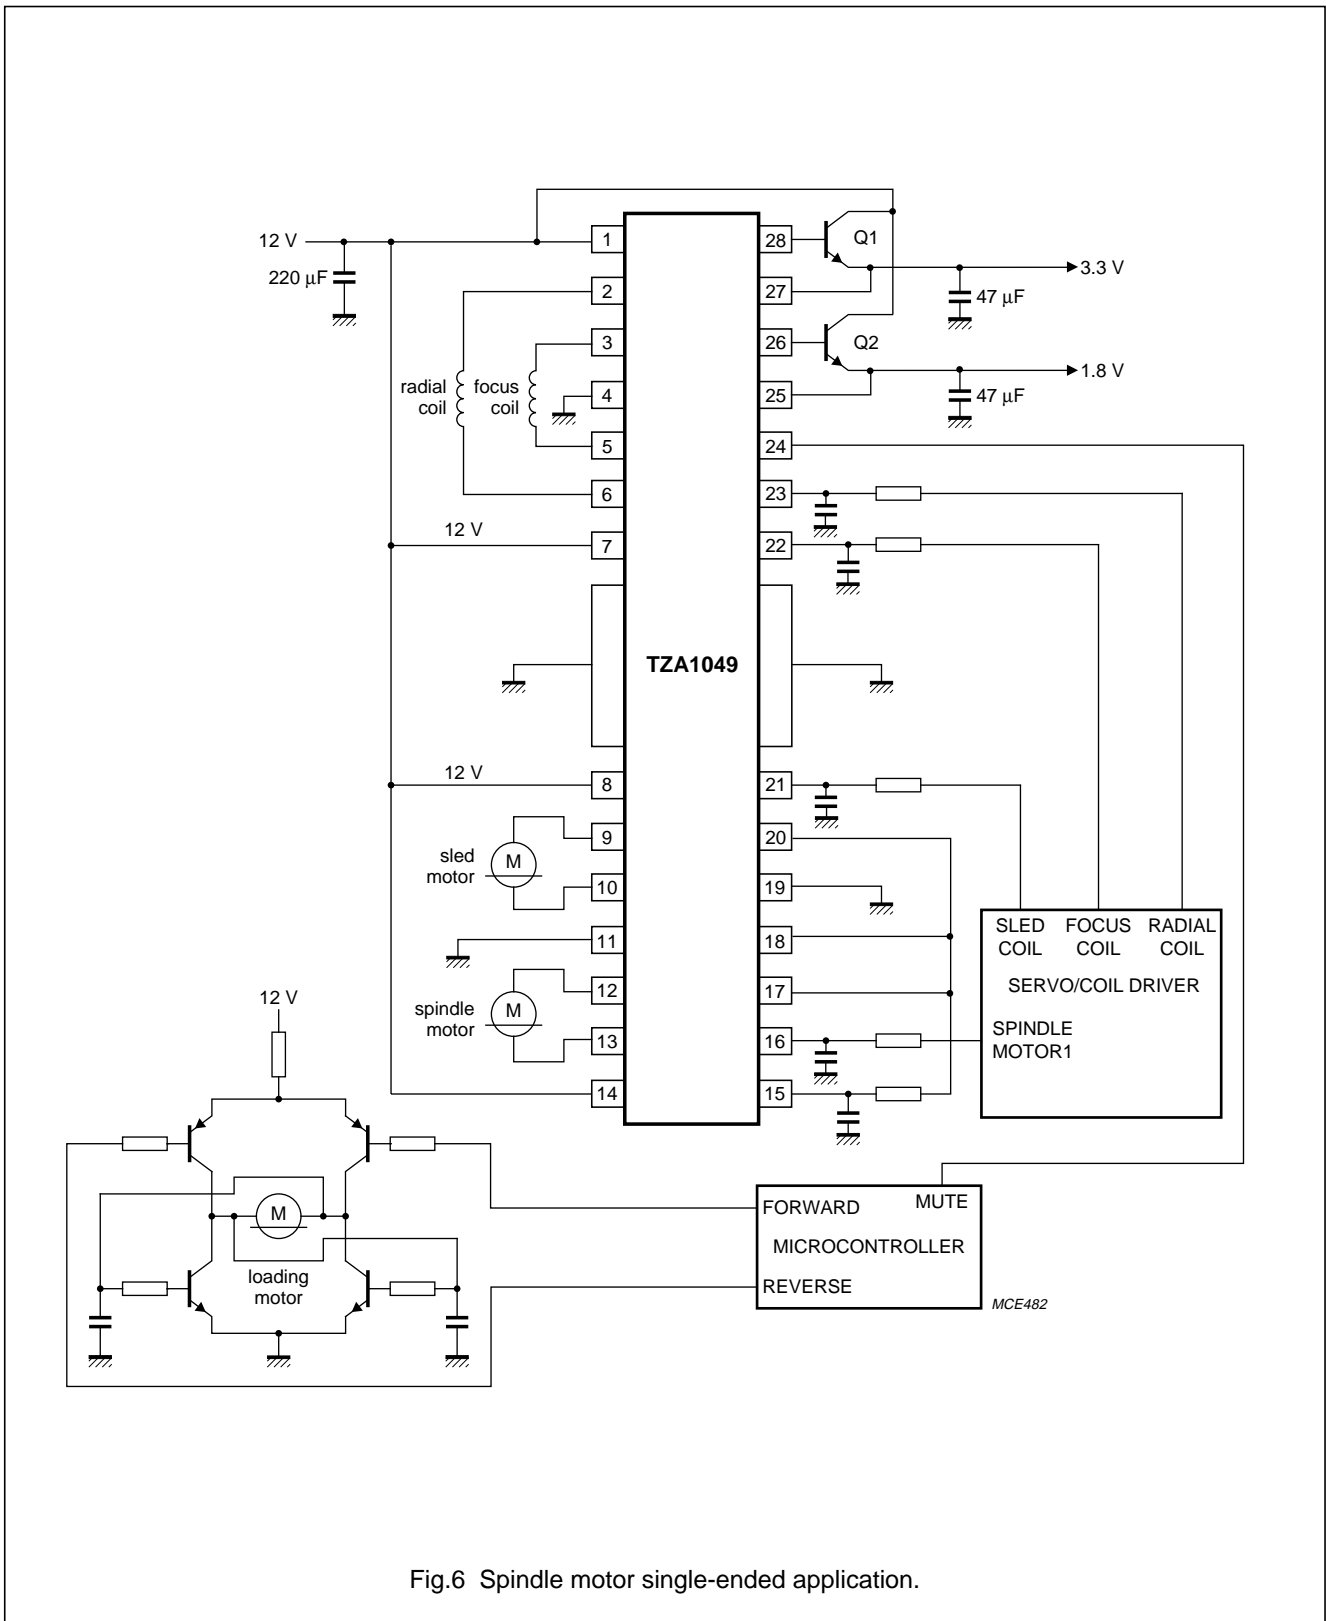 12 V
220 µF
radial
coil
focus
coil
12 V
12 V
sled
motor
spindle
motor
1
2
3
4
5
6
7
8
9
10
11
12
13
14
TZA1049
28
27
26
25
24
23
22
21
20
19
18
17
16
15
Q1
Q2
3.3 V
47 µF
1.8 V
47 µF
M
M
SLED
COIL
FOCUS
COIL
RADIAL
COIL
SERVO/COIL DRIVER
SPINDLE
MOTOR1
12 V
M
loading
motor
FORWARD
MUTE
MICROCONTROLLER
REVERSE
MCE482
Fig.6 Spindle motor single-ended application.